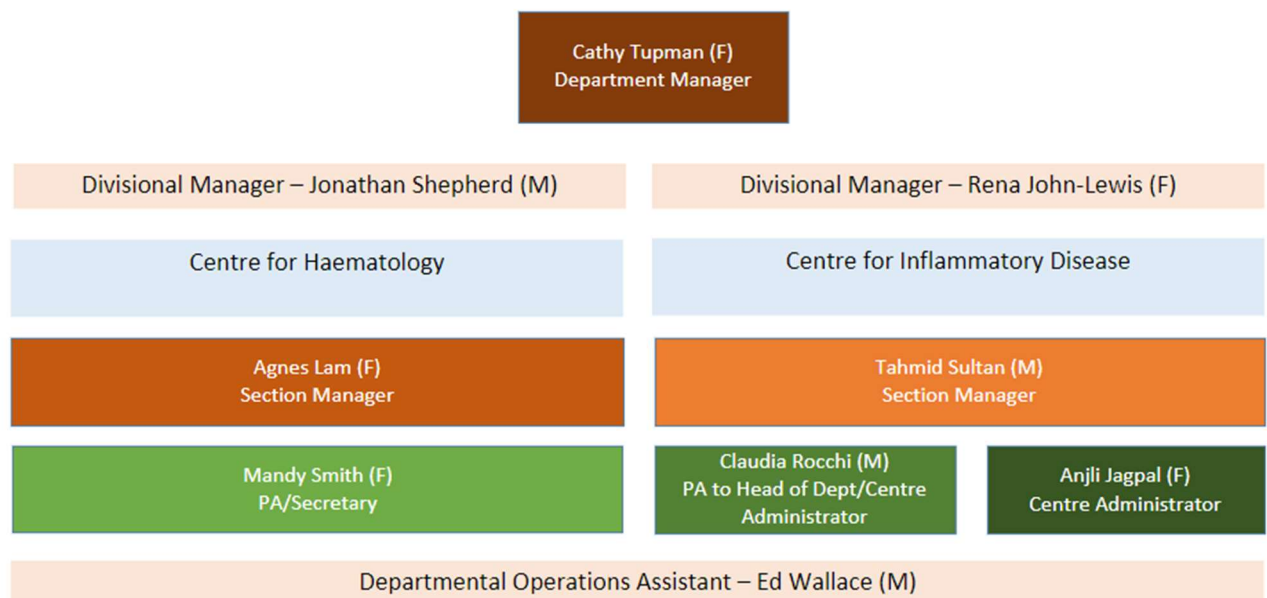 Cathy Tupman (F)
Department Manager
Divisional Manager – Jonathan Shepherd (M)
Divisional Manager – Rena John-Lewis (F)
Centre for Haematology
Centre for Inflammatory Disease
Agnes Lam (F)
Section Manager
Tahmid Sultan (M)
Section Manager
Mandy Smith (F)
PA/Secretary
Claudia Rocchi (M)
PA to Head of Dept/Centre
Administrator
Anjli Jagpal (F)
Centre Administrator
Departmental Operations Assistant – Ed Wallace (M)